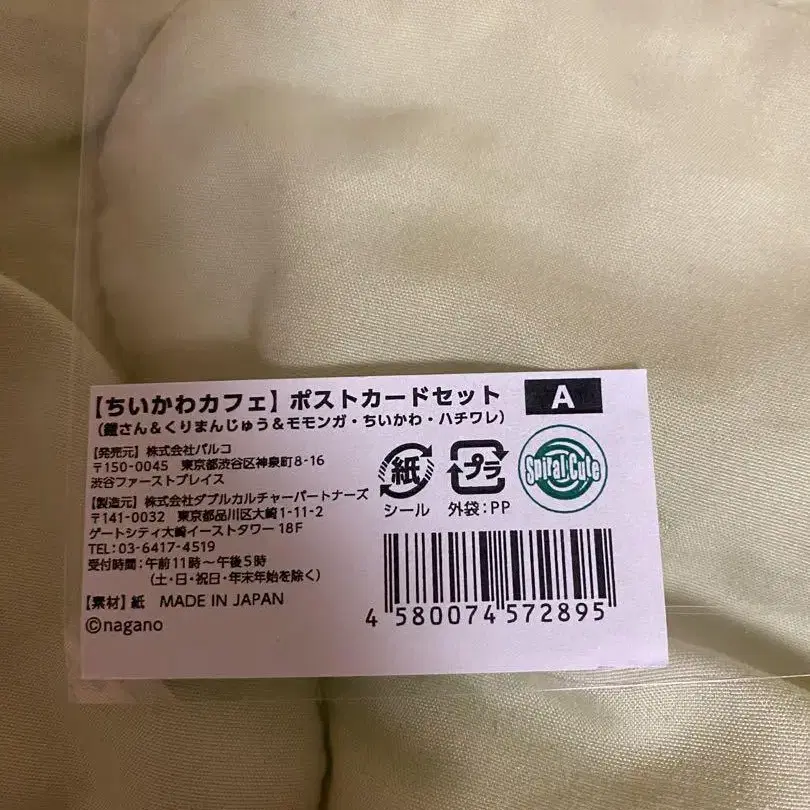 【ちいかわカフェ】ポストカードセット A
(鎧さん&くりまんじゅう&モモンガ・ちいかわ・ハチワレ)
【発売元】株式会社パルコ
〒150-0045 東京都渋谷区神泉町8-16
渋谷ファーストプレイス
【製造元】株式会社ダブルカルチャーパートナーズ
〒141-0032 東京都品川区大崎1-11-2
ゲートシティ大崎イーストタワー 18F
TEL:03-6417-4519
受付時間:午前11時～午後5時
(土・日・祝日・年末年始を除く)
【素材】紙 MADE IN JAPAN
©nagano
紙
シール
プラ
外袋:PP
Spiral Cute
4 580074 572895